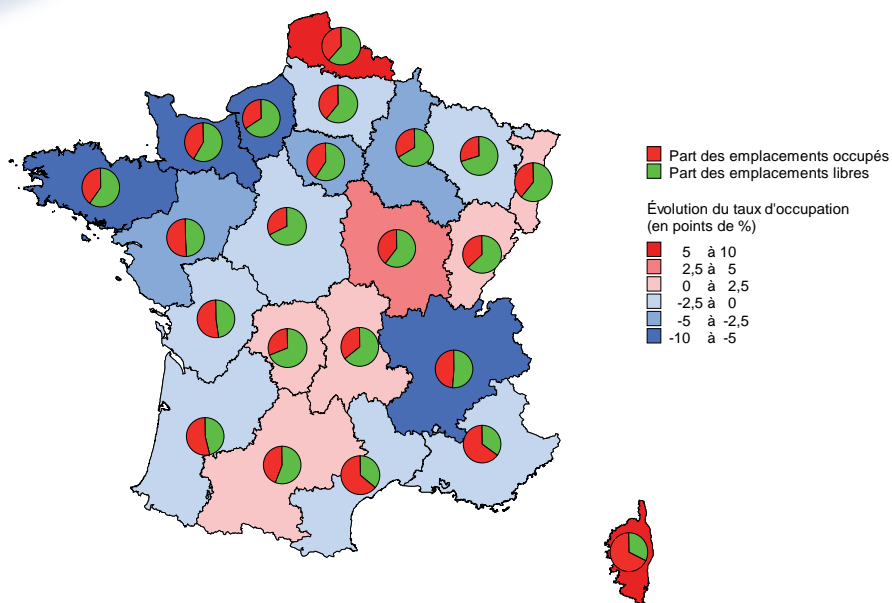 Part des emplacements occupés
Part des emplacements libres
Évolution du taux d'occupation
(en points de %)
5 à 10
2,5 à 5
0 à 2,5
-2,5 à 0
-5 à -2,5
-10 à -5